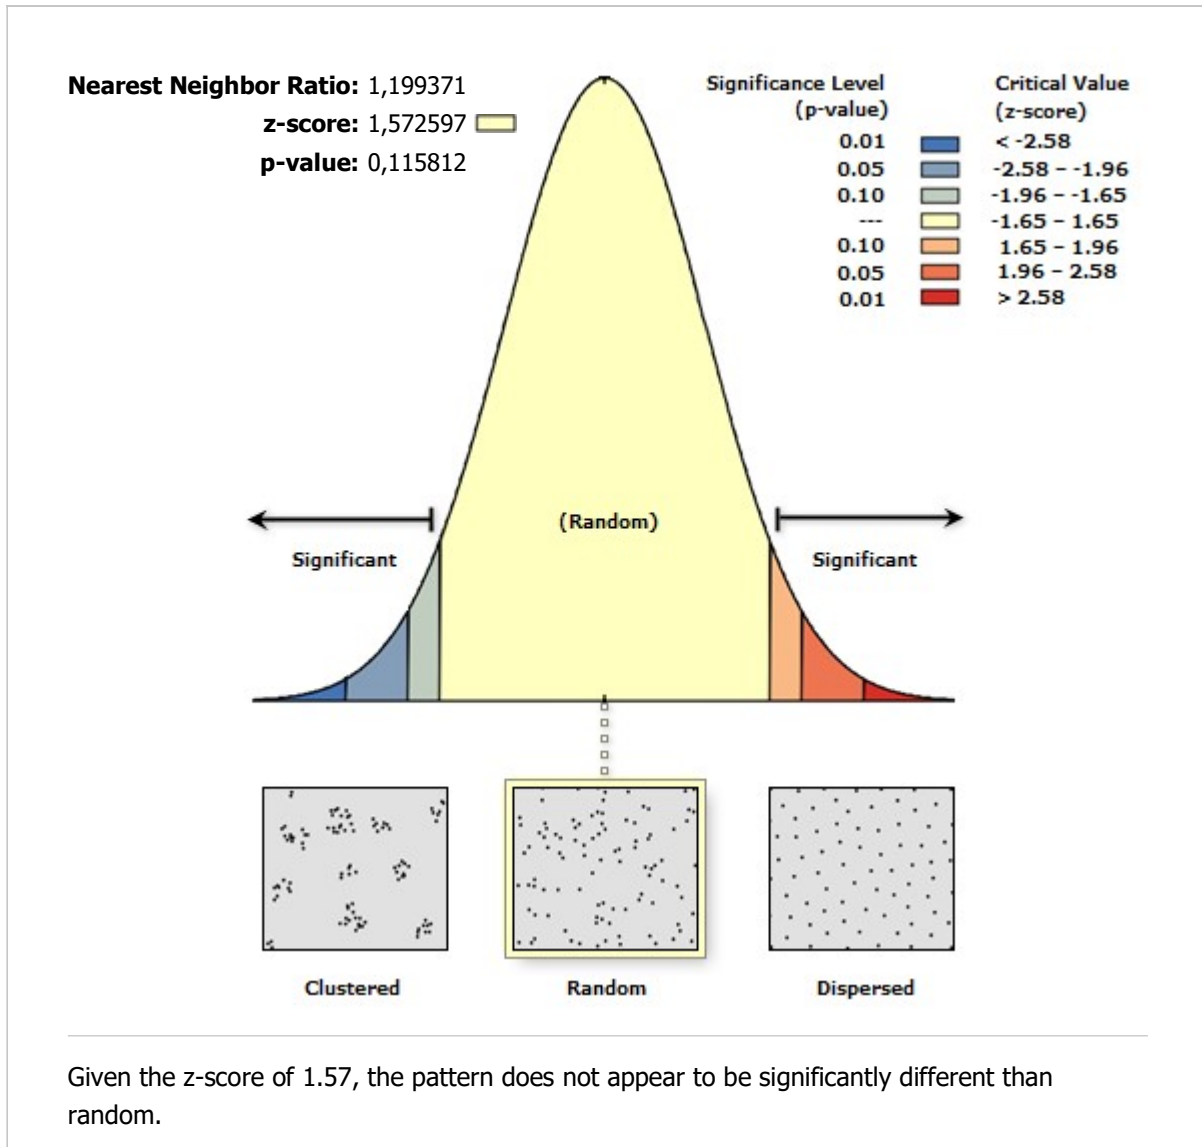 Nearest Neighbor Ratio: 1,199371
z-score: 1,572597
p-value: 0,115812
Significance Level Critical Value
(p-value) (z-score)
0.01 < -2.58
0.05 -2.58 – -1.96
0.10 -1.96 – -1.65
--- -1.65 – 1.65
0.10 1.65 – 1.96
0.05 1.96 – 2.58
0.01 > 2.58
(Random)
Significant Significant
Clustered Random Dispersed
Given the z-score of 1.57, the pattern does not appear to be significantly different than
random.